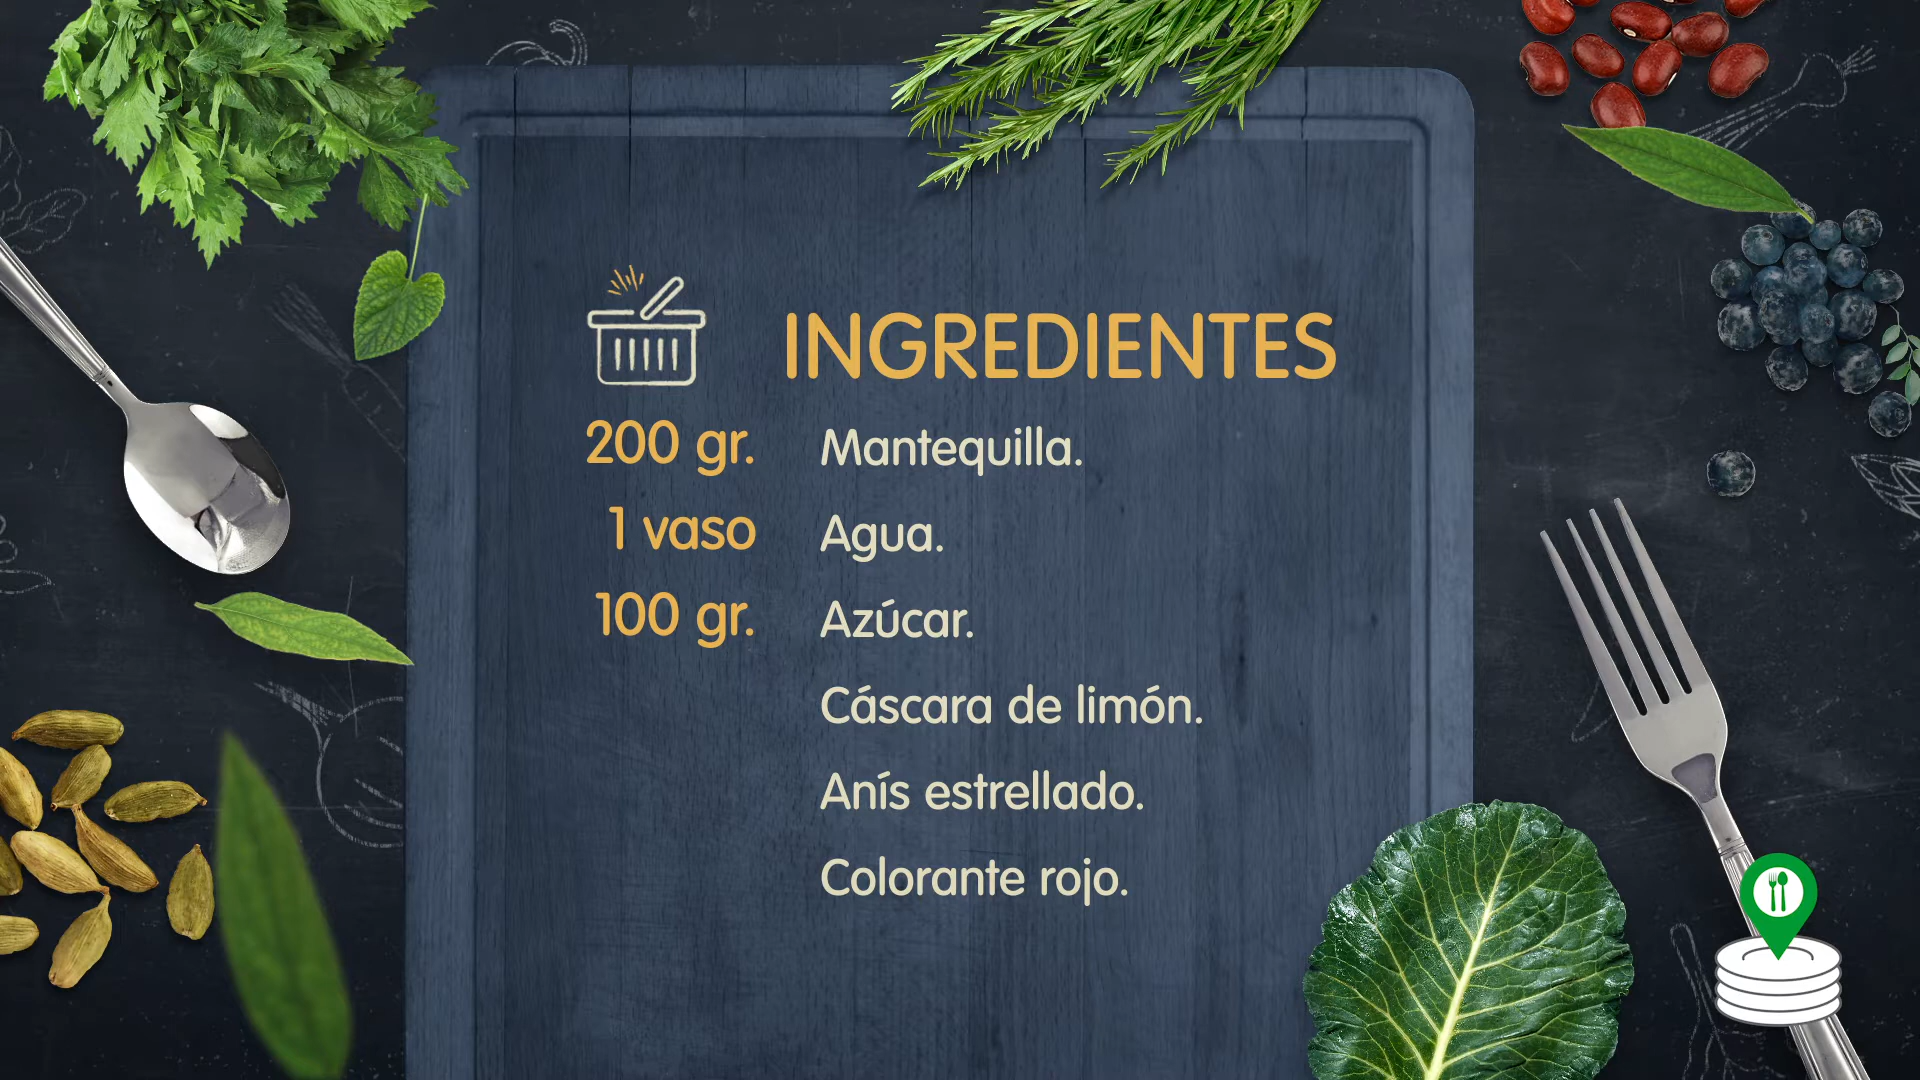 INGREDIENTES
200 gr. Mantequilla.
1 vaso Agua.
100 gr. Azúcar.
Cáscara de limón.
Anís estrellado.
Colorante rojo.